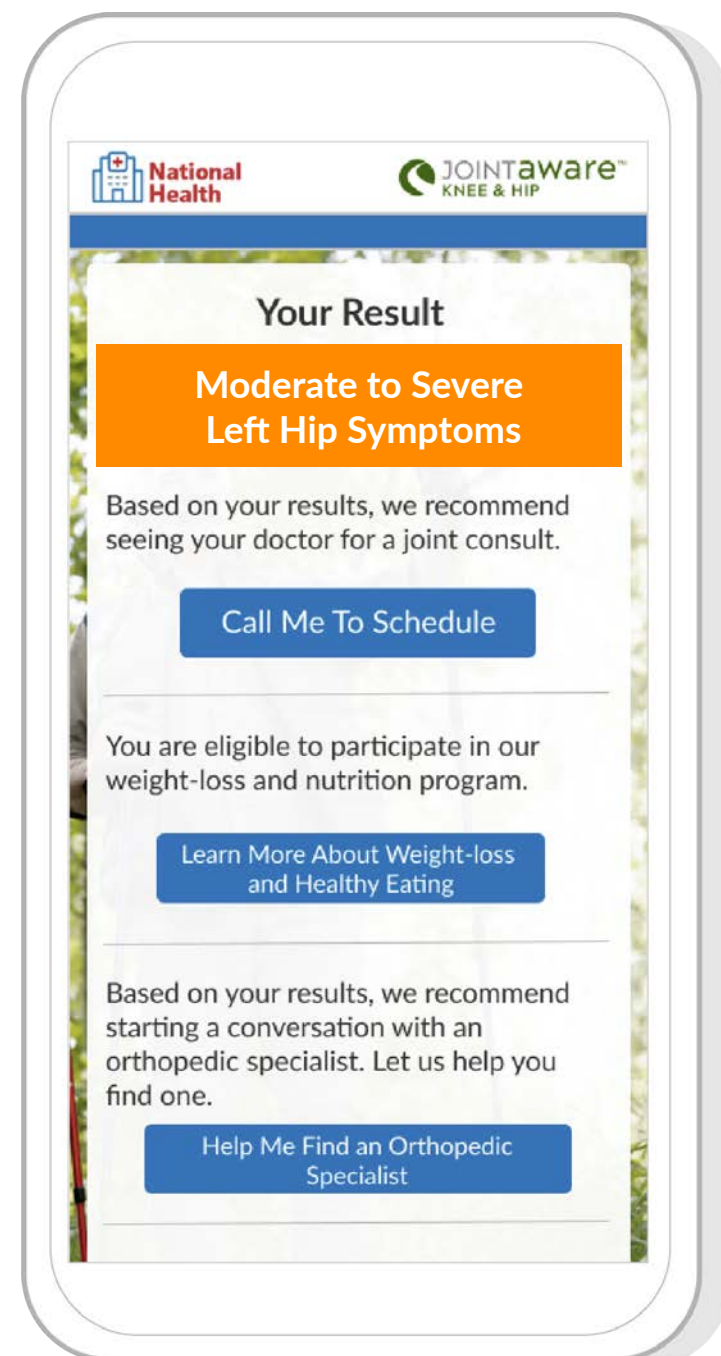 National
Health
JOINTaware™
KNEE & HIP
Your Result
Moderate to Severe
Left Hip Symptoms
Based on your results, we recommend
seeing your doctor for a joint consult.
Call Me To Schedule
You are eligible to participate in our
weight-loss and nutrition program.
Learn More About Weight-loss
and Healthy Eating
Based on your results, we recommend
starting a conversation with an
orthopedic specialist. Let us help you
find one.
Help Me Find an Orthopedic
Specialist